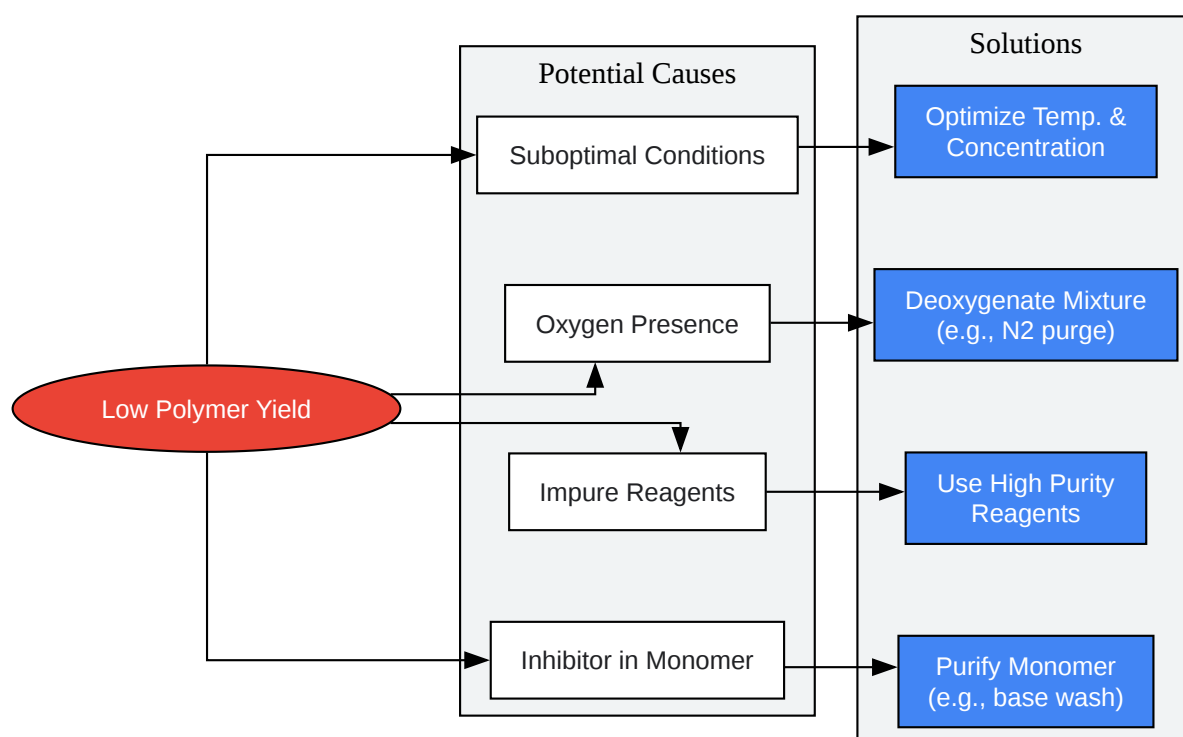 Solutions
Potential Causes
Optimize Temp. &
Concentration
Suboptimal Conditions
Deoxygenate Mixture
(e.g., N2 purge)
Oxygen Presence
Low Polymer Yield
Impure Reagents
Use High Purity
Reagents
Inhibitor in Monomer
Purify Monomer
(e.g., base wash)